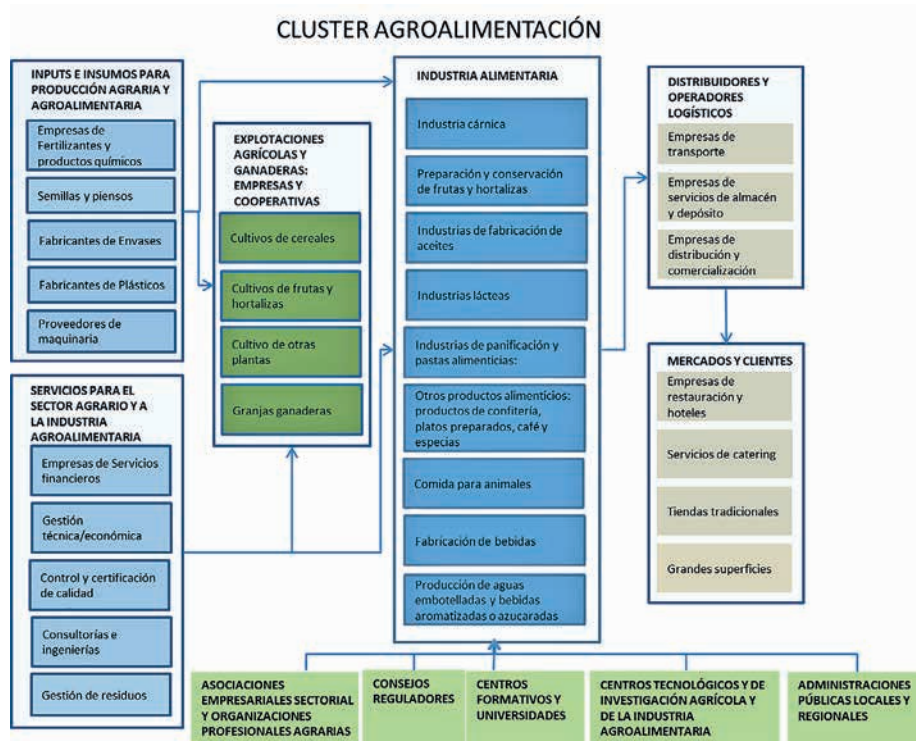 CLUSTER AGROALIMENTACIÓN
INPUTS E INSUMOS PARA
PRODUCCIÓN AGRARIA Y
AGROALIMENTARIA
Empresas de
Fertilizantes y
productos químicos
Semillas y piensos
Fabricantes de Envases
Fabricantes de Plásticos
Proveedores de
maquinaria
SERVICIOS PARA EL
SECTOR AGRARIO Y A
LA INDUSTRIA
AGROALIMENTARIA
Empresas de Servicios
financieros
Gestión
técnica/económica
Control y certificación
de calidad
Consultorías e
ingenierías
Gestión de residuos
EXPLOTACIONES
AGRÍCOLAS Y
GANADERAS:
EMPRESAS Y
COOPERATIVAS
Cultivos de cereales
Cultivos de frutas y
hortalizas
Cultivo de otras
plantas
Granjas ganaderas
INDUSTRIA ALIMENTARIA
Industria cárnica
Preparación y conservación
de frutas y hortalizas
Industrias de fabricación de
aceites
Industrias lácteas
Industrias de panificación y
pastas alimenticias:
Otros productos alimenticios:
productos de confitería,
platos preparados, café y
especias
Comida para animales
Fabricación de bebidas
Producción de aguas
embotelladas y bebidas
aromatizadas o azucaradas
DISTRIBUIDORES Y
OPERADORES
LOGÍSTICOS
Empresas de
transporte
Empresas de
servicios de almacén
y depósito
Empresas de
distribución y
comercialización
MERCADOS Y CLIENTES
Empresas de
restauración y
hoteles
Servicios de catering
Tiendas tradicionales
Grandes superficies
ASOCIACIONES
EMPRESARIALES SECTORIAL
Y ORGANIZACIONES
PROFESIONALES AGRARIAS
CONSEJOS
REGULADORES
CENTROS
FORMATIVOS Y
UNIVERSIDADES
CENTROS TECNOLÓGICOS Y DE
INVESTIGACIÓN AGRÍCOLA Y
DE LA INDUSTRIA
AGROALIMENTARIA
ADMINISTRACIONES
PÚBLICAS LOCALES Y
REGIONALES